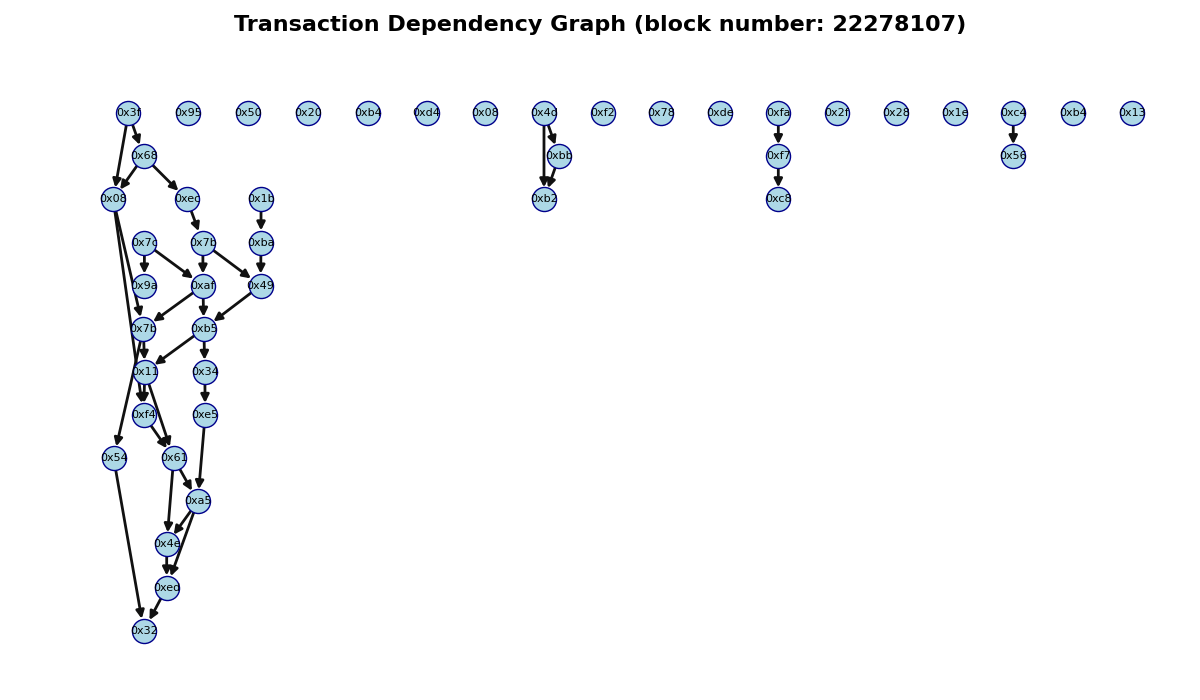 Transaction Dependency Graph (block number: 22278107)
0x3f 0x95 0x50 0x20 0xb4 0xd4 0x08 0x4d 0xf2 0x78 0xde 0xfa 0x2f 0x28 0x1e 0xc4 0xb4 0x13
0x68 0xbb 0xf7 0x56
0x08 0xec 0x1b 0xb2 0xc8
0x7c 0x7b 0xba
0x9a 0xaf 0x49
0x7b 0xb5
0x11 0x34
0xf4 0xe5
0x54 0x61
0xa5
0x4e
0xed
0x32